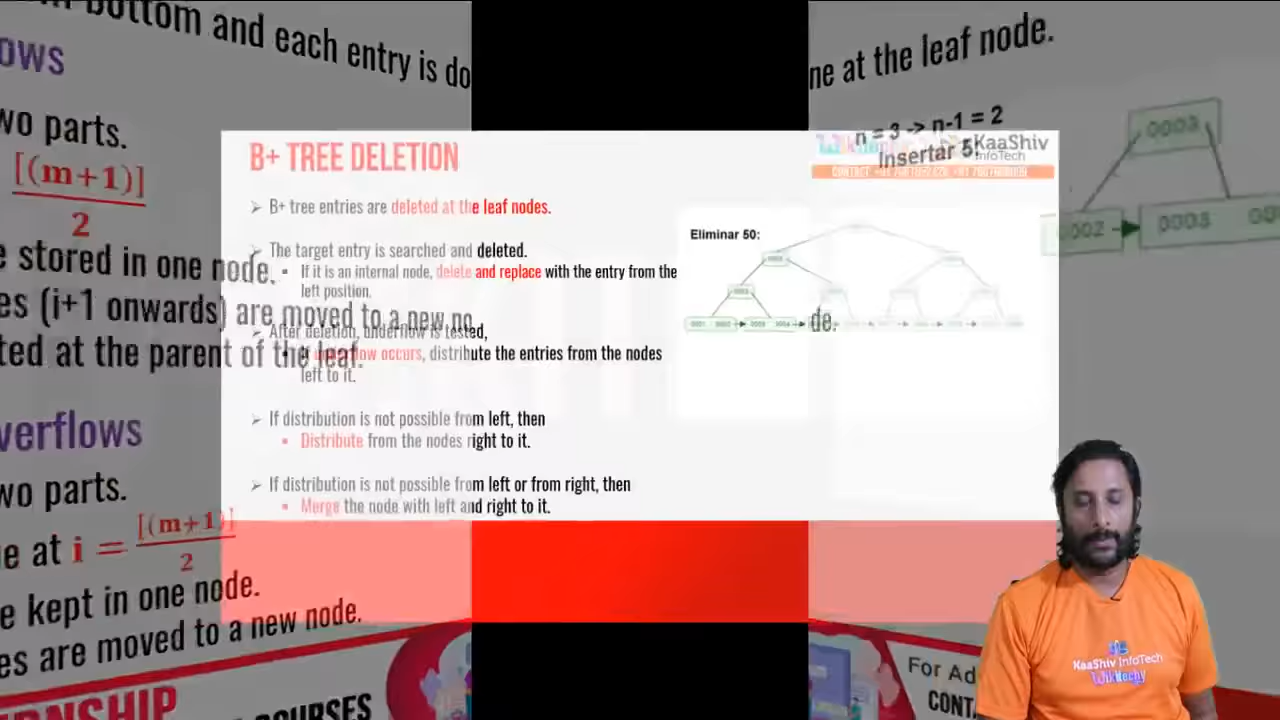 bottom and each entry is do
ne at the leaf node.
ows
wo parts.
[(m+1)]
2
e stored in one node.
es (i+1 onwards) are moved to a new no
de.
ted at the parent of the leaf.
verflows
wo parts.
e at i = [(m+1)]
2
e kept in one node.
es are moved to a new node.
RNSHIP
COURSES
B+ TREE DELETION
➢ B+ tree entries are deleted at the leaf nodes.
➢ The target entry is searched and deleted.
▪ If it is an internal node, delete and replace with the entry from the
left position.
➢ After deletion, underflow is tested,
▪ If underflow occurs, distribute the entries from the nodes
left to it.
➢ If distribution is not possible from left, then
▪ Distribute from the nodes right to it.
➢ If distribution is not possible from left or from right, then
▪ Merge the node with left and right to it.
n = 3 -> n-1 = 2
Insertar 5:
KaaShiv
InfoTech
Eliminar 50:
0003
0002
0003
For Ad
CONT
KaaShiv InfoTech
Wikitechy